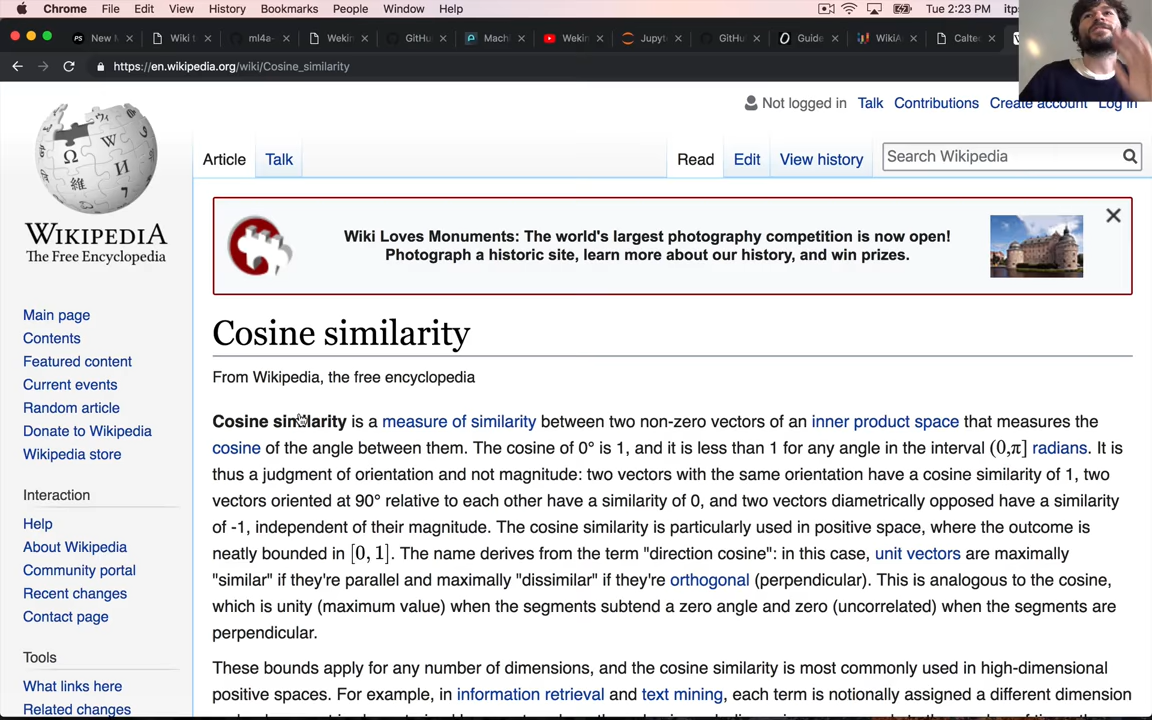 Chrome File Edit View History Bookmarks People Window Help Tue 2:23 PM itp
New M Wiki t ml4a- Wekin GitHu Machi Wekin Jupyt GitHu Guide WikiA Calte
https://en.wikipedia.org/wiki/Cosine_similarity
Not logged in Talk Contributions Create account Log in
Article Talk Read Edit View history Search Wikipedia
WIKIPEDIA
The Free Encyclopedia
Wiki Loves Monuments: The world's largest photography competition is now open!
Photograph a historic site, learn more about our history, and win prizes.
Main page
Contents
Featured content
Current events
Random article
Donate to Wikipedia
Wikipedia store
Interaction
Help
About Wikipedia
Community portal
Recent changes
Contact page
Tools
What links here
Related changes
Cosine similarity
From Wikipedia, the free encyclopedia
Cosine similarity is a measure of similarity between two non-zero vectors of an inner product space that measures the
cosine of the angle between them. The cosine of 0° is 1, and it is less than 1 for any angle in the interval (0,π] radians. It is
thus a judgment of orientation and not magnitude: two vectors with the same orientation have a cosine similarity of 1, two
vectors oriented at 90° relative to each other have a similarity of 0, and two vectors diametrically opposed have a similarity
of -1, independent of their magnitude. The cosine similarity is particularly used in positive space, where the outcome is
neatly bounded in [0, 1]. The name derives from the term "direction cosine": in this case, unit vectors are maximally
"similar" if they're parallel and maximally "dissimilar" if they're orthogonal (perpendicular). This is analogous to the cosine,
which is unity (maximum value) when the segments subtend a zero angle and zero (uncorrelated) when the segments are
perpendicular.
These bounds apply for any number of dimensions, and the cosine similarity is most commonly used in high-dimensional
positive spaces. For example, in information retrieval and text mining, each term is notionally assigned a different dimension